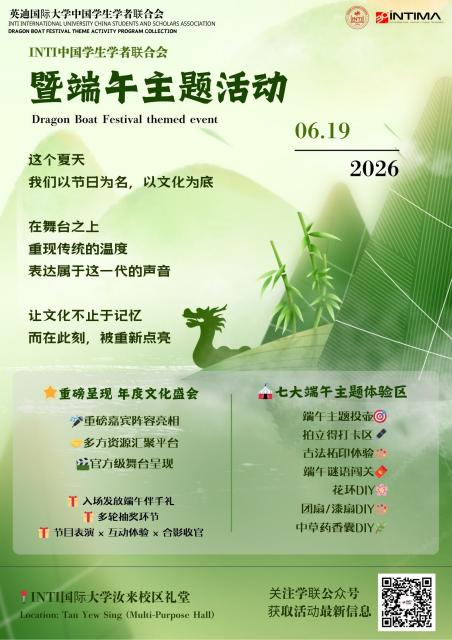 英迪国际大学中国学生学者联合会
INTI INTERNATIONAL UNIVERSITY CHINA STUDENTS AND SCHOLARS ASSOCIATION
DRAGON BOAT FESTIVAL THEME ACTIVITY PROGRAM COLLECTION
INTIMA
INTI中国学生学者联合会
暨端午主题活动
Dragon Boat Festival themed event
06.19
2026
这个夏天
我们以节日为名，以文化为底
在舞台之上
重现传统的温度
表达属于这一代的声音
让文化不止于记忆
而在此刻，被重新点亮
重磅呈现 年度文化盛会
重磅嘉宾阵容亮相
多方资源汇聚平台
官方级舞台呈现
入场发放端午伴手礼
多轮抽奖环节
节目表演 x 互动体验 x 合影收官
七大端午主题体验区
端午主题投壶
拍立得打卡区
古法拓印体验
端午谜语闯关
花环DIY
团扇/漆扇DIY
中草药香囊DIY
INTI国际大学汝来校区礼堂
Location: Tan Yew Sing (Multi-Purpose Hall)
关注学联公众号
获取活动最新信息